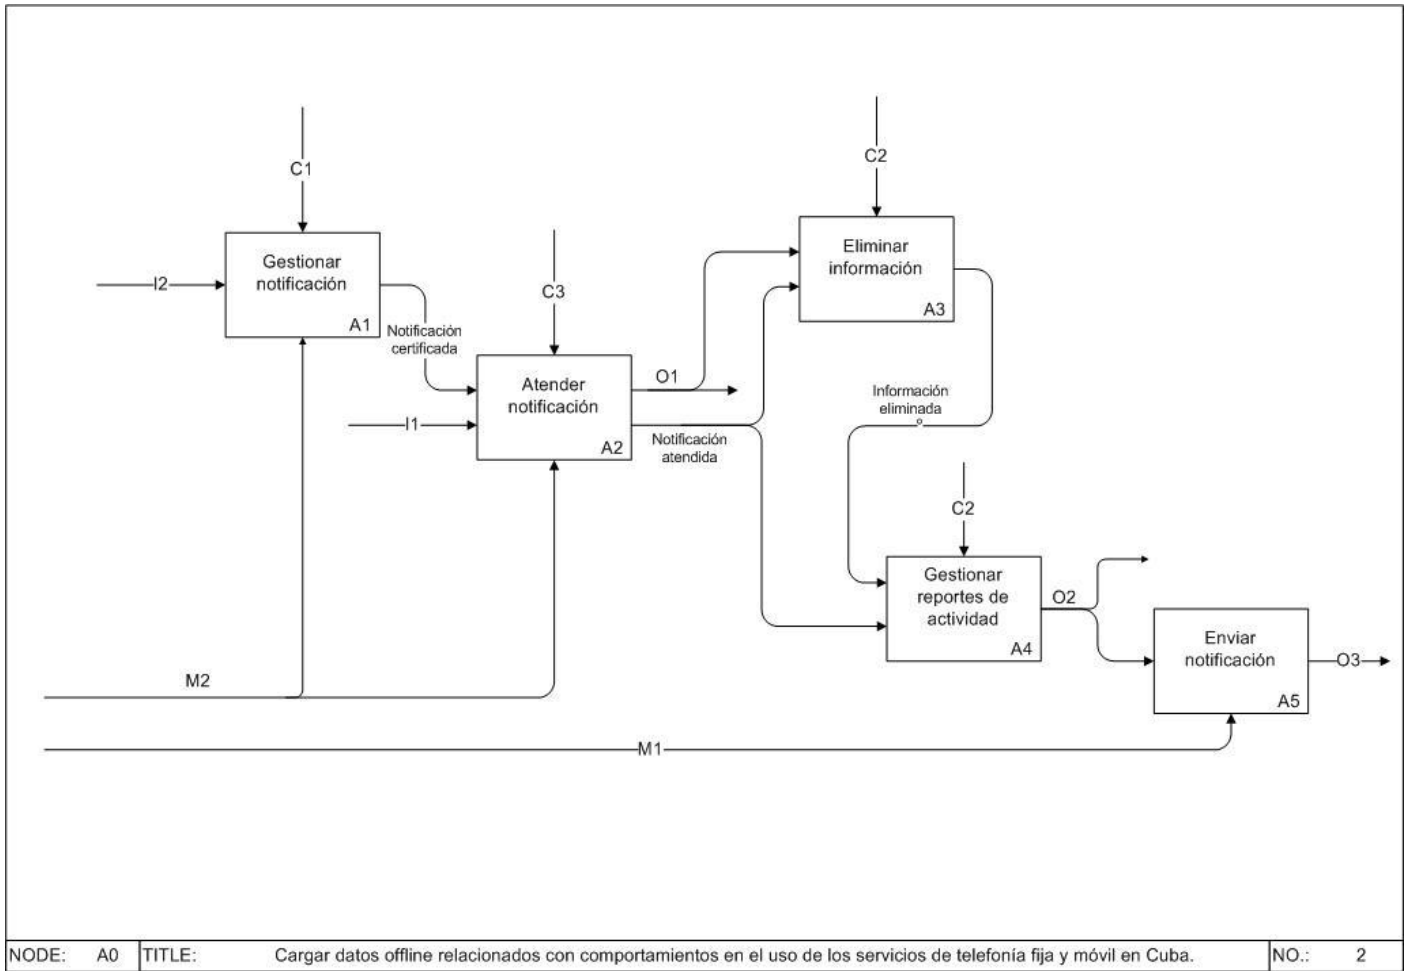 C1
C2
Gestionar
notificación
A1
I2
Eliminar
información
A3
C3
Notificación
certificada
Atender
notificación
A2
O1
I1
Notificación
atendida
Información
eliminada
C2
Gestionar
reportes de
actividad
A4
O2
Enviar
notificación
A5
O3
M2
M1
NODE: A0 TITLE: Cargar datos offline relacionados con comportamientos en el uso de los servicios de telefonía fija y móvil en Cuba. NO.: 2